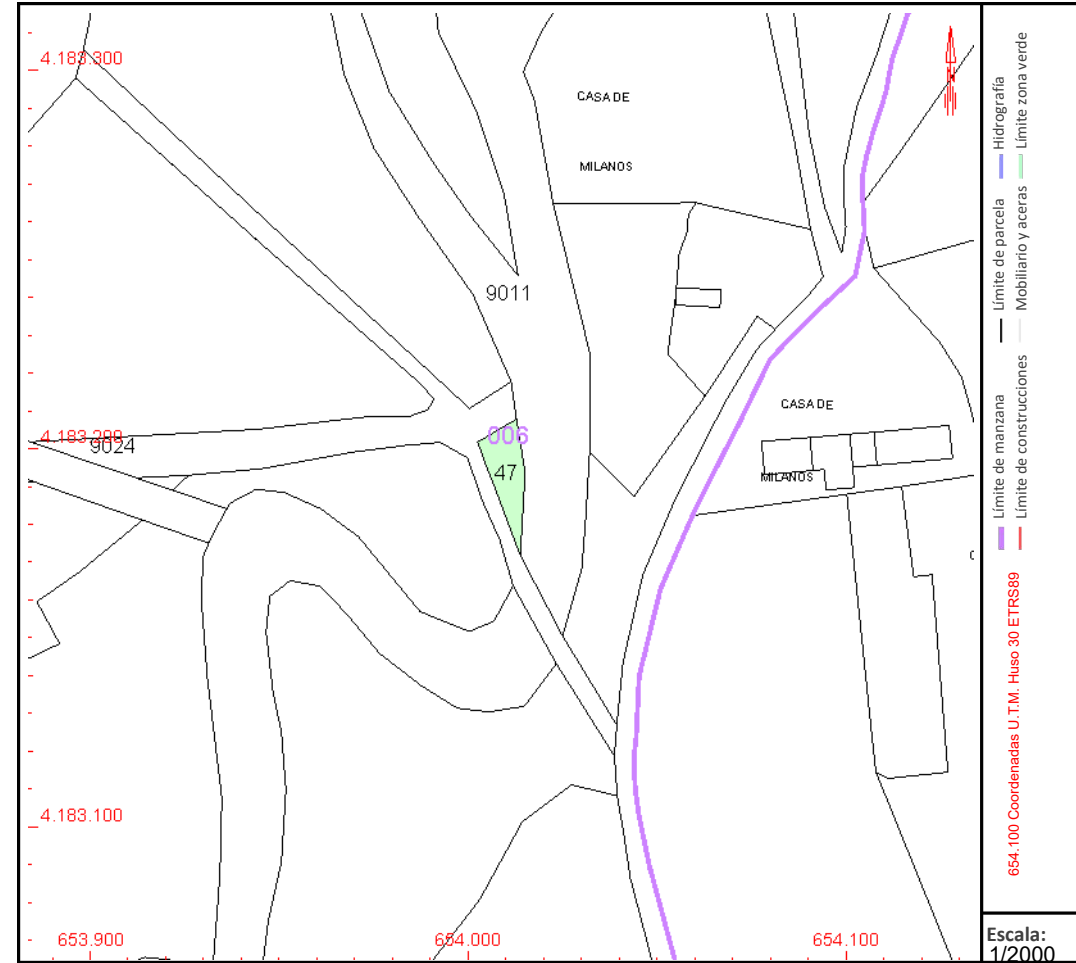 4.183.300
CASA DE
MILANOS
9011
CASA DE
4.183.200
9024
006
47
MILANOS
4.183.100
653.900
654.000
654.100
Límite de manzana
Límite de parcela
Hidrografía
Límite de construcciones
Mobiliario y aceras
Límite zona verde
654.100 Coordenadas U.T.M. Huso 30 ETRS89
Escala:
1/2000